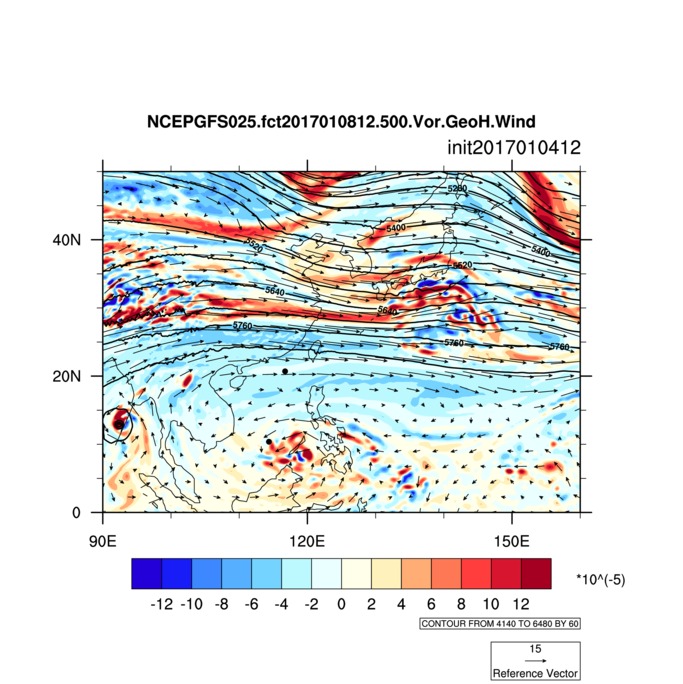 NCEPGFS025.fct2017010812.500.Vor.GeoH.Wind
init2017010412
5280
5400
5400
5520
5520
5640
5640
5760
5760
5760
40N
20N
0
90E 120E 150E
-12 -10 -8 -6 -4 -2 0 2 4 6 8 10 12
*10^(-5)
CONTOUR FROM 4140 TO 6480 BY 60
15
Reference Vector